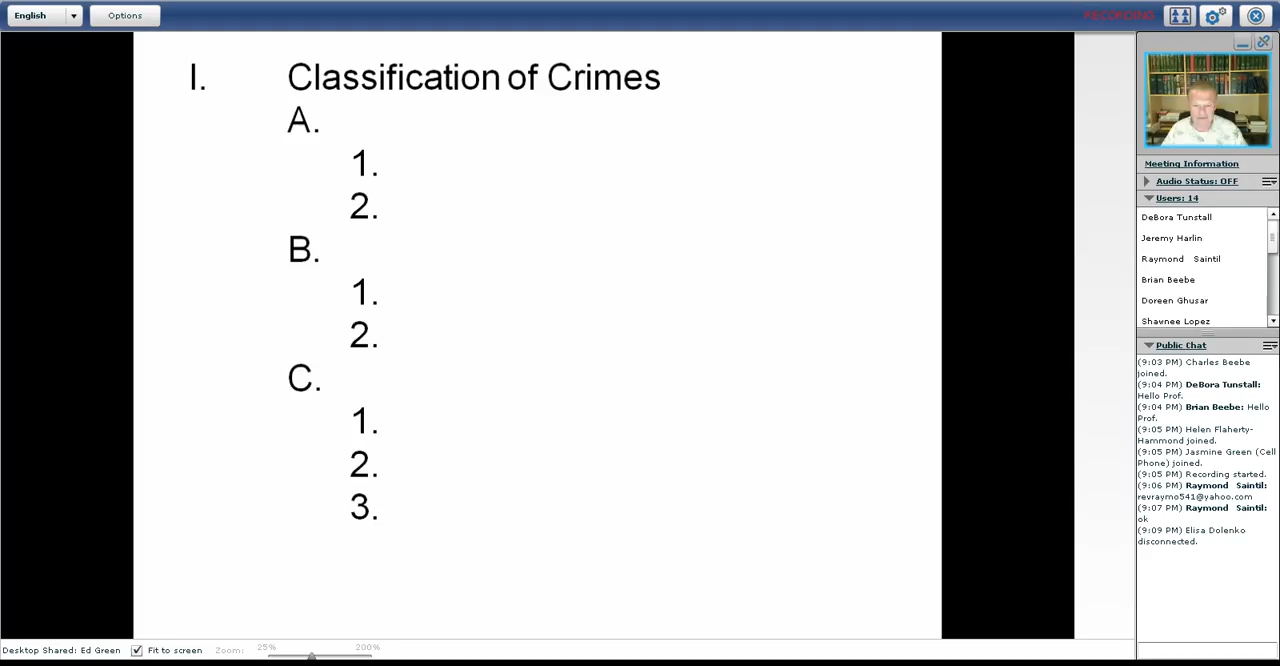 English
Options
RECORDING
I. Classification of Crimes
A.
1.
2.
B.
1.
2.
C.
1.
2.
3.
Meeting Information
Audio Status: OFF
Users: 14
DeBora Tunstall
Jeremy Harlin
Raymond Saintil
Brian Beebe
Doreen Ghusar
Shawnee Lopez
Public Chat
(9:03 PM) Charles Beebe
joined.
(9:04 PM) DeBora Tunstall:
Hello Prof.
(9:04 PM) Brian Beebe: Hello
Prof.
(9:05 PM) Helen Flaherty-
Hammond joined.
(9:05 PM) Jasmine Green (Cell
Phone) joined.
(9:05 PM) Recording started.
(9:06 PM) Raymond Saintil:
revraymo541@yahoo.com
(9:07 PM) Raymond Saintil:
ok
(9:09 PM) Elisa Dolenko
disconnected.
Desktop Shared: Ed Green Fit to screen Zoom: 25% 200%